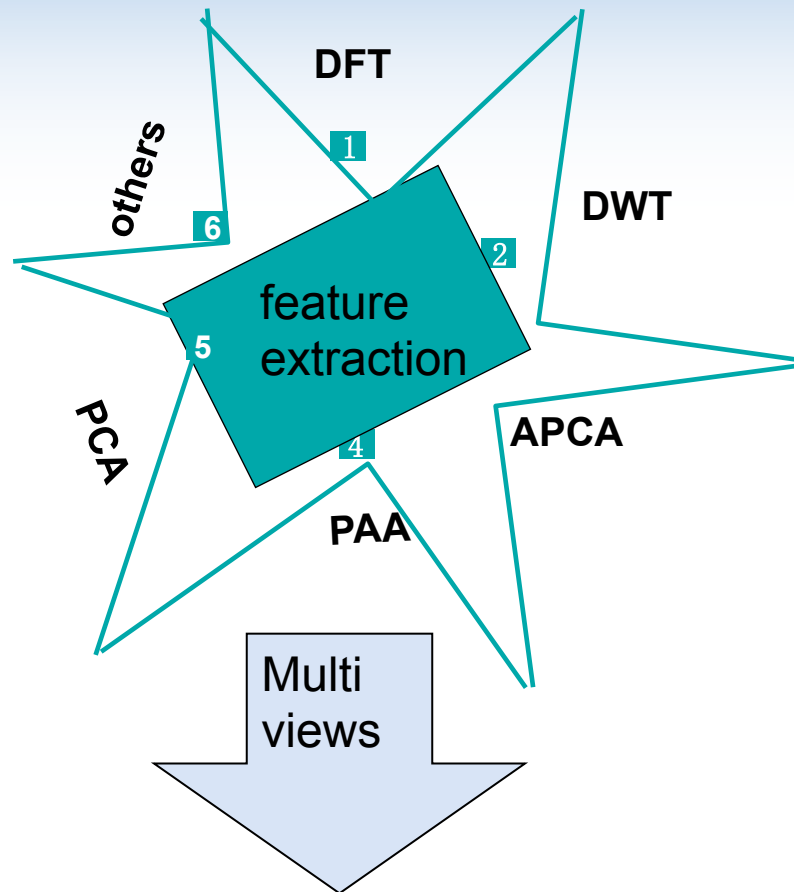 DFT
1
DWT
2
APCA
4
PAA
PCA
5
others
6
feature
extraction
Multi
views